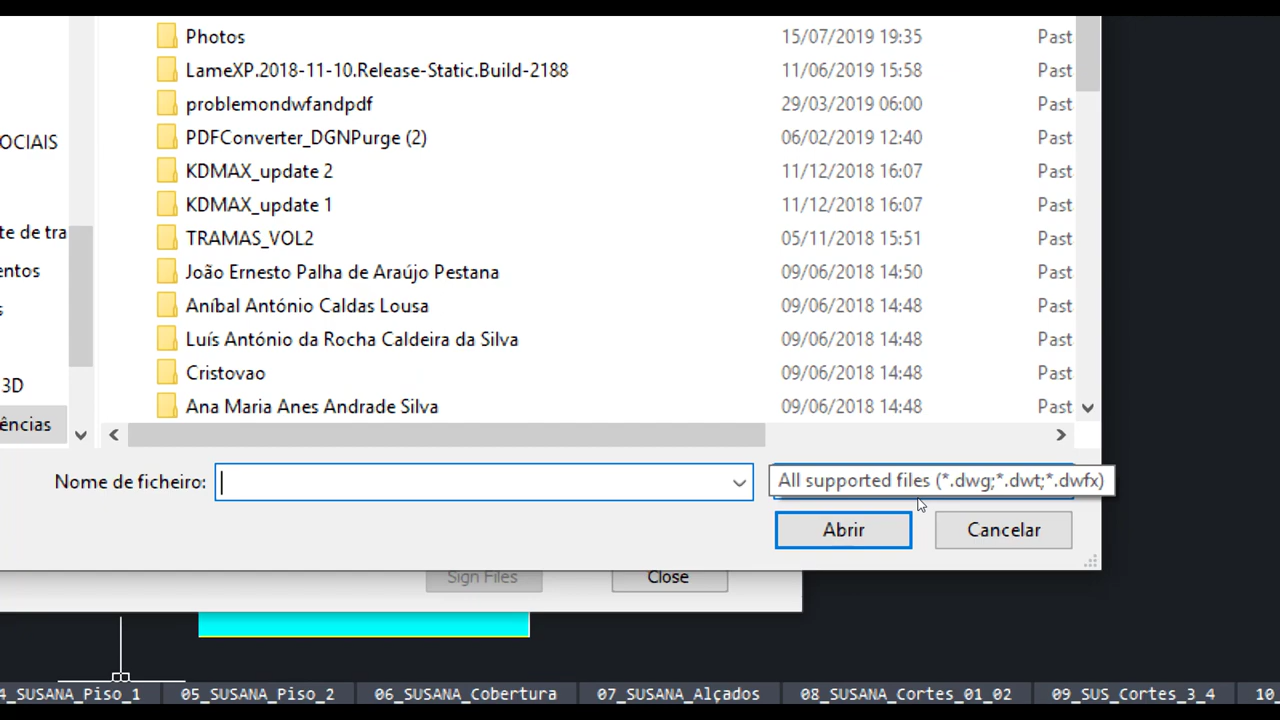 Photos 15/07/2019 19:35 Past
LameXP.2018-11-10.Release-Static.Build-2188 11/06/2019 15:58 Past
problemondwfandpdf 29/03/2019 06:00 Past
OCIAIS
PDFConverter_DGNPurge (2) 06/02/2019 12:40 Past
KDMAX_update 2 11/12/2018 16:07 Past
KDMAX_update 1 11/12/2018 16:07 Past
te de tra
TRAMAS_VOL2 05/11/2018 15:51 Past
entos
João Ernesto Palha de Araújo Pestana 09/06/2018 14:50 Past
s
Aníbal António Caldas Lousa 09/06/2018 14:48 Past
Luís António da Rocha Caldeira da Silva 09/06/2018 14:48 Past
3D
Cristovao 09/06/2018 14:48 Past
Ana Maria Anes Andrade Silva 09/06/2018 14:48 Past
ências
Nome de ficheiro:
All supported files (*.dwg;*.dwt;*.dwfx)
Abrir Cancelar
Sign Files Close
4_SUSANA_Piso_1 05_SUSANA_Piso_2 06_SUSANA_Cobertura 07_SUSANA_Alçados 08_SUSANA_Cortes_01_02 09_SUS_Cortes_3_4 10_